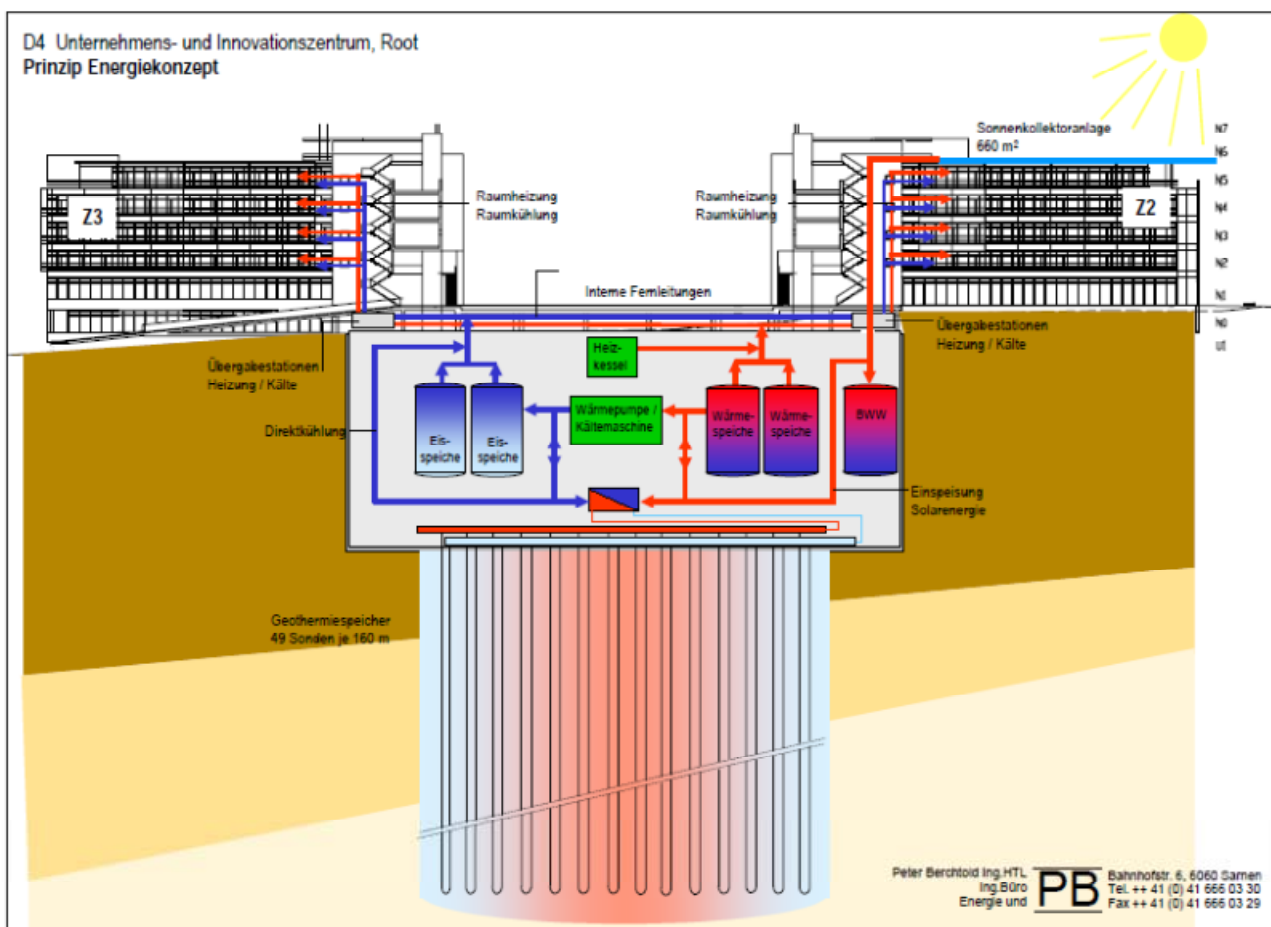 D4 Unternehmens- und Innovationszentrum, Root
Prinzip Energiekonzept
Sonnenkollektoranlage
660 m²
N7
N6
N5
N4
N3
N2
N1
N0
U1
Z3
Raumheizung
Raumkühlung
Raumheizung
Raumkühlung
Z2
Interne Fernleitungen
Übergabestationen
Heizung / Kälte
Übergabestationen
Heizung / Kälte
Heiz-
kessel
Direktkühlung
Eis-
speiche
Eis-
speiche
Wärmepumpe /
Kältemaschine
Wärme-
speiche
Wärme-
speiche
BWW
Einspeisung
Solarenergie
Geothermiespeicher
49 Sonden je 160 m
Peter Berchtold Ing.HTL
Ing.Büro
Energie und
PB
Bahnhofstr. 6, 6060 Sarnen
Tel. ++ 41 (0) 41 666 03 30
Fax ++ 41 (0) 41 666 03 29